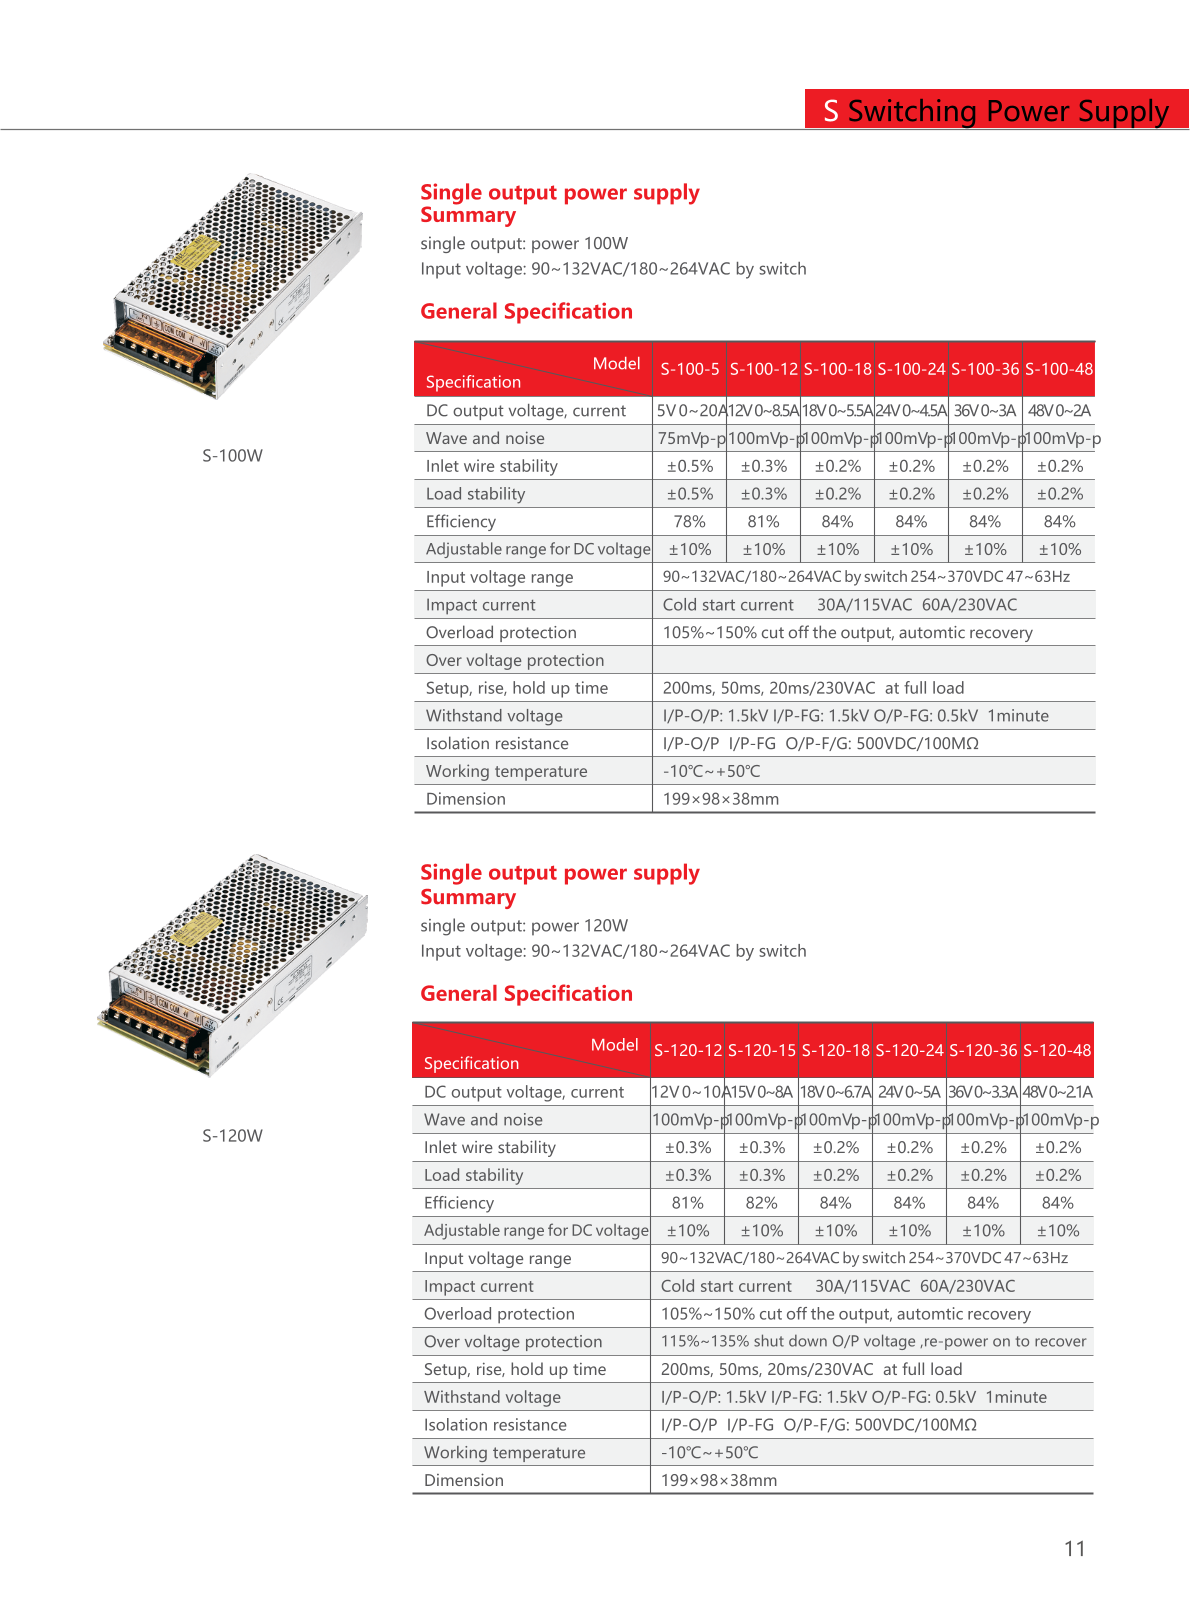 S Switching Power Supply
Single output power supply
Summary
single output: power 100W
Input voltage: 90~132VAC/180~264VAC by switch
General Specification
S-100W
Model
Specification
S-100-5 S-100-12 S-100-18 S-100-24 S-100-36 S-100-48
DC output voltage, current 5V 0~20A 12V 0~8.5A 18V 0~5.5A 24V 0~4.5A 36V 0~3A 48V 0~2A
Wave and noise 75mVp-p 100mVp-p 100mVp-p 100mVp-p 100mVp-p 100mVp-p
Inlet wire stability ±0.5% ±0.3% ±0.2% ±0.2% ±0.2% ±0.2%
Load stability ±0.5% ±0.3% ±0.2% ±0.2% ±0.2% ±0.2%
Efficiency 78% 81% 84% 84% 84% 84%
Adjustable range for DC voltage ±10% ±10% ±10% ±10% ±10% ±10%
Input voltage range 90~132VAC/180~264VAC by switch 254~370VDC 47~63Hz
Impact current Cold start current 30A/115VAC 60A/230VAC
Overload protection 105%~150% cut off the output, automtic recovery
Over voltage protection
Setup, rise, hold up time 200ms, 50ms, 20ms/230VAC at full load
Withstand voltage I/P-O/P: 1.5kV I/P-FG: 1.5kV O/P-FG: 0.5kV 1minute
Isolation resistance I/P-O/P I/P-FG O/P-F/G: 500VDC/100MΩ
Working temperature -10℃~+50℃
Dimension 199×98×38mm
Single output power supply
Summary
single output: power 120W
Input voltage: 90~132VAC/180~264VAC by switch
General Specification
S-120W
Model
Specification
S-120-12 S-120-15 S-120-18 S-120-24 S-120-36 S-120-48
DC output voltage, current 12V 0~10A 15V 0~8A 18V 0~6.7A 24V 0~5A 36V 0~3.3A 48V 0~2.1A
Wave and noise 100mVp-p 100mVp-p 100mVp-p 100mVp-p 100mVp-p 100mVp-p
Inlet wire stability ±0.3% ±0.3% ±0.2% ±0.2% ±0.2% ±0.2%
Load stability ±0.3% ±0.3% ±0.2% ±0.2% ±0.2% ±0.2%
Efficiency 81% 82% 84% 84% 84% 84%
Adjustable range for DC voltage ±10% ±10% ±10% ±10% ±10% ±10%
Input voltage range 90~132VAC/180~264VAC by switch 254~370VDC 47~63Hz
Impact current Cold start current 30A/115VAC 60A/230VAC
Overload protection 105%~150% cut off the output, automtic recovery
Over voltage protection 115%~135% shut down O/P voltage ,re-power on to recover
Setup, rise, hold up time 200ms, 50ms, 20ms/230VAC at full load
Withstand voltage I/P-O/P: 1.5kV I/P-FG: 1.5kV O/P-FG: 0.5kV 1minute
Isolation resistance I/P-O/P I/P-FG O/P-F/G: 500VDC/100MΩ
Working temperature -10℃~+50℃
Dimension 199×98×38mm
11